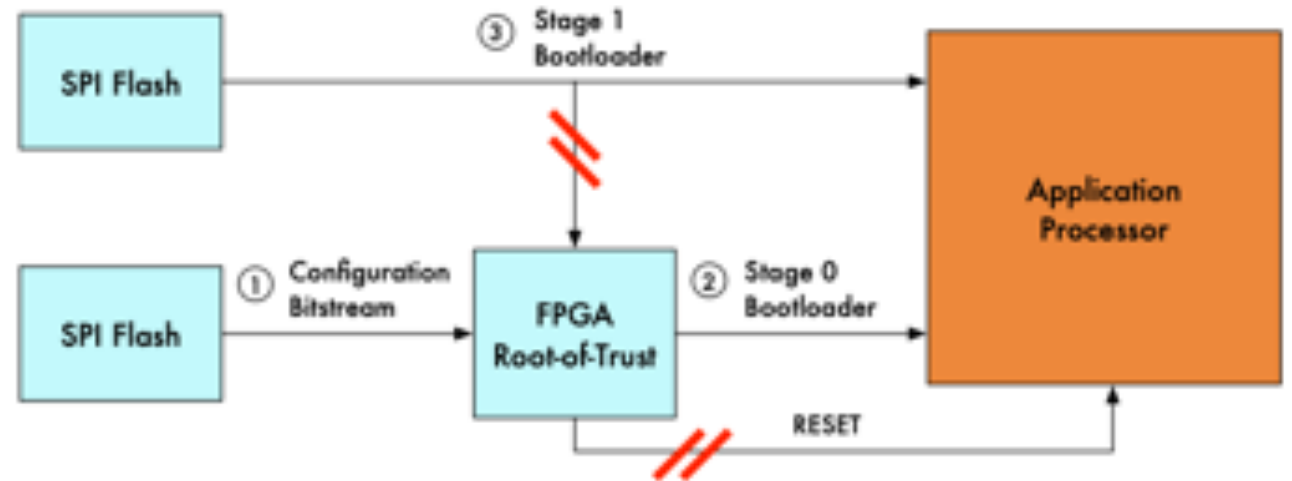 ③ Stage 1
Bootloader
SPI Flash
Application
Processor
① Configuration
Bitstream
② Stage 0
Bootloader
SPI Flash
FPGA
Root-of-Trust
RESET